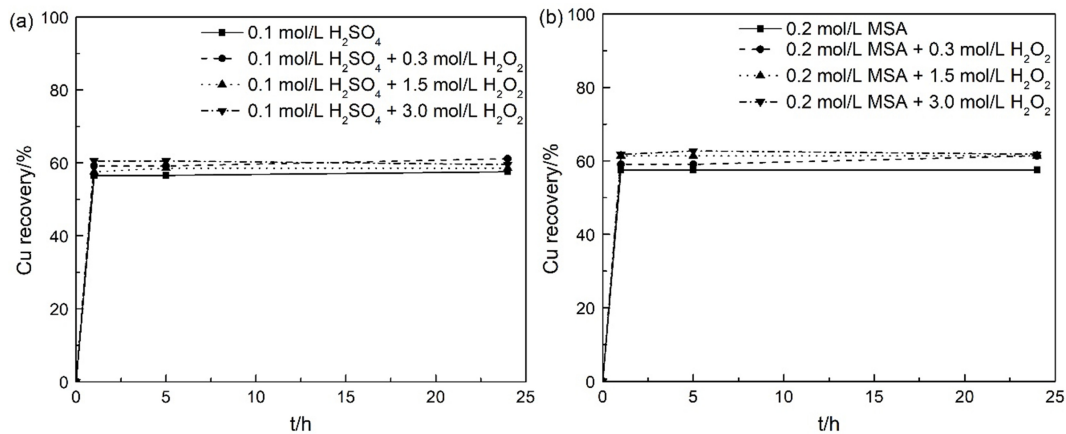 (a)
0.1 mol/L H₂SO₄
0.1 mol/L H₂SO₄ + 0.3 mol/L H₂O₂
0.1 mol/L H₂SO₄ + 1.5 mol/L H₂O₂
0.1 mol/L H₂SO₄ + 3.0 mol/L H₂O₂
Cu recovery/%
100
80
60
40
20
0
0 5 10 15 20 25
t/h
(b)
0.2 mol/L MSA
0.2 mol/L MSA + 0.3 mol/L H₂O₂
0.2 mol/L MSA + 1.5 mol/L H₂O₂
0.2 mol/L MSA + 3.0 mol/L H₂O₂
Cu recovery/%
100
80
60
40
20
0
0 5 10 15 20 25
t/h